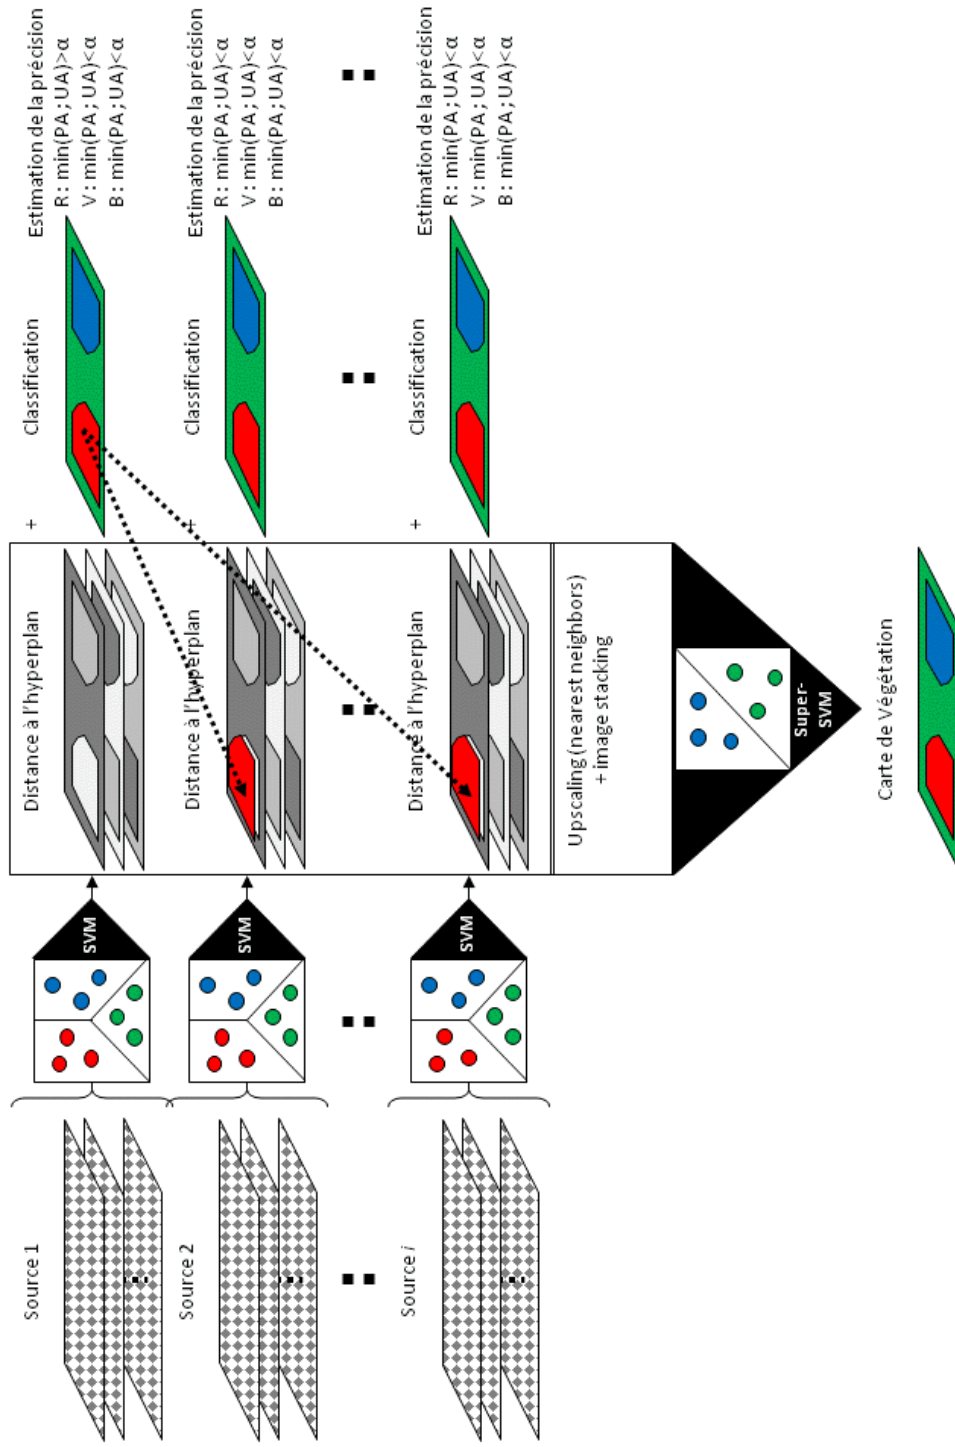 Source 1
SVM
Distance à l'hyperplan
+
Classification
Estimation de la précision
R : min(PA ; UA)>α
V : min(PA ; UA)<α
B : min(PA ; UA)<α
Source 2
SVM
Distance à l'hyperplan
+
Classification
Estimation de la précision
R : min(PA ; UA)<α
V : min(PA ; UA)<α
B : min(PA ; UA)<α
Source i
SVM
Distance à l'hyperplan
+
Classification
Estimation de la précision
R : min(PA ; UA)<α
V : min(PA ; UA)<α
B : min(PA ; UA)<α
Upscaling (nearest neighbors)
+ image stacking
Super-
SVM
Carte de Végétation